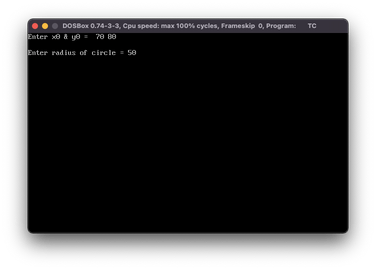 DOSBox 0.74-3-3, Cpu speed: max 100% cycles, Frameskip 0, Program: TC
Enter x0 & y0 =  70 80
Enter radius of circle = 50